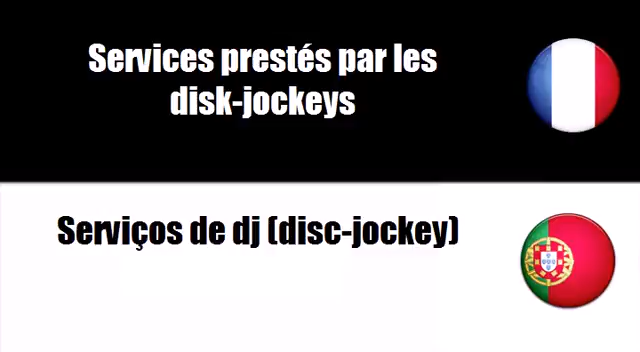 Services prestés par les
disk-jockeys
Serviços de dj (disc-jockey)